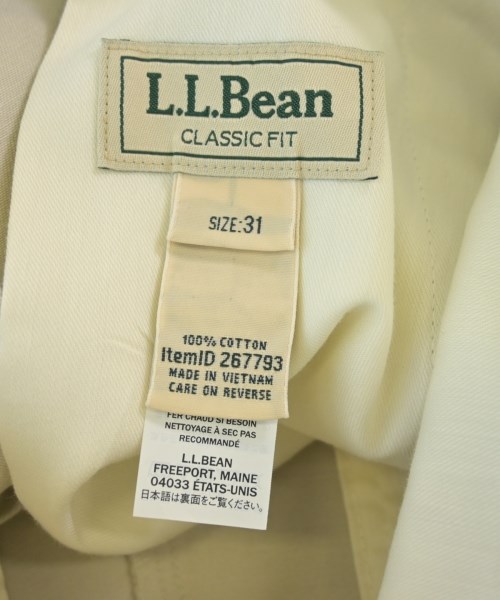 L.L.Bean
CLASSIC FIT
SIZE:31
100% COTTON
ItemID 267793
MADE IN VIETNAM
CARE ON REVERSE
FER CHAUD SI BESOIN
NETTOYAGE À SEC PAS
RECOMMANDÉ
L.L.BEAN
FREEPORT, MAINE
04033 ÉTATS-UNIS
日本語は裏面をご覧ください。